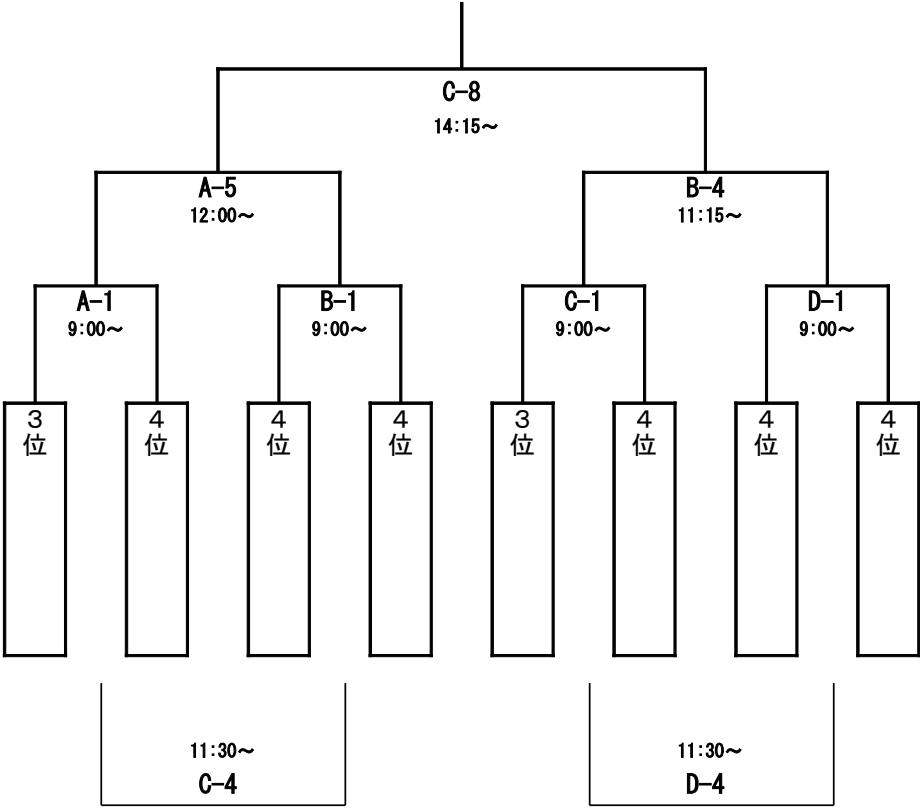 C-8
14:15～
A-5
12:00～
B-4
11:15～
A-1
9:00～
B-1
9:00～
C-1
9:00～
D-1
9:00～
3位
4位
4位
4位
3位
4位
4位
4位
11:30～
C-4
11:30～
D-4